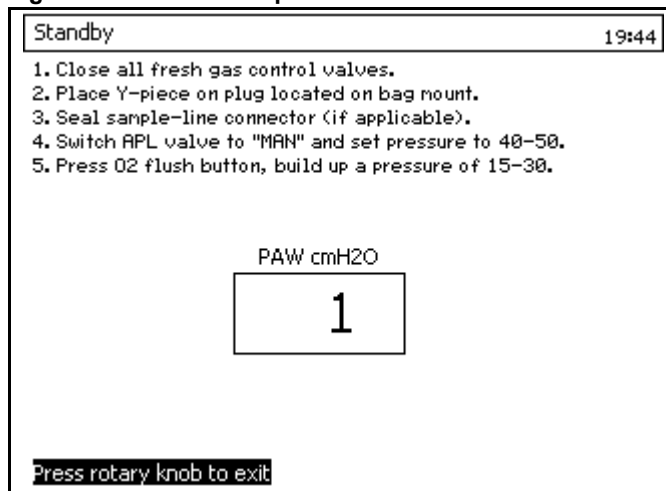 Standby
19:44
1. Close all fresh gas control valves.
2. Place Y-piece on plug located on bag mount.
3. Seal sample-line connector (if applicable).
4. Switch APL valve to "MAN" and set pressure to 40-50.
5. Press O2 flush button, build up a pressure of 15-30.
PAW cmH2O
1
Press rotary knob to exit